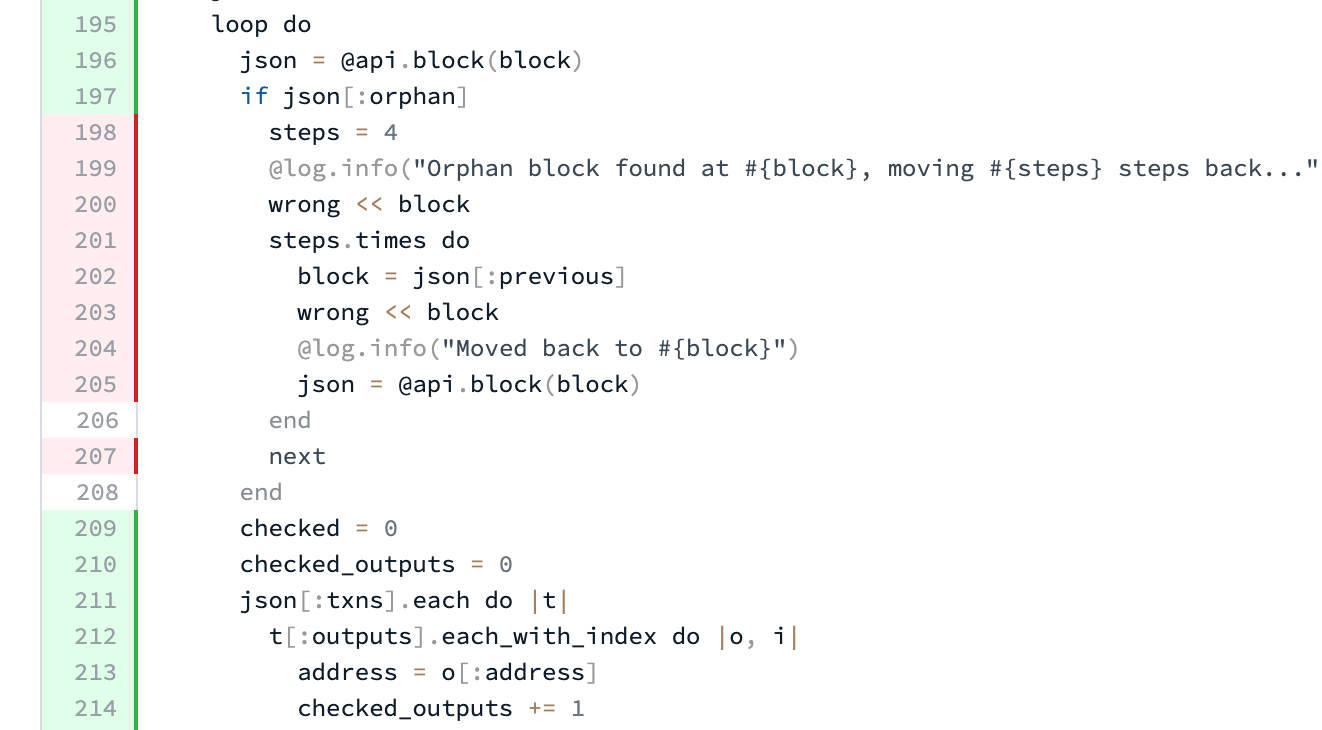 195 loop do
196 json = @api.block(block)
197 if json[:orphan]
198 steps = 4
199 @log.info("Orphan block found at #{block}, moving #{steps} steps back..."
200 wrong << block
201 steps.times do
202 block = json[:previous]
203 wrong << block
204 @log.info("Moved back to #{block}")
205 json = @api.block(block)
206 end
207 next
208 end
209 checked = 0
210 checked_outputs = 0
211 json[:txns].each do |t|
212 t[:outputs].each_with_index do |o, i|
213 address = o[:address]
214 checked_outputs += 1